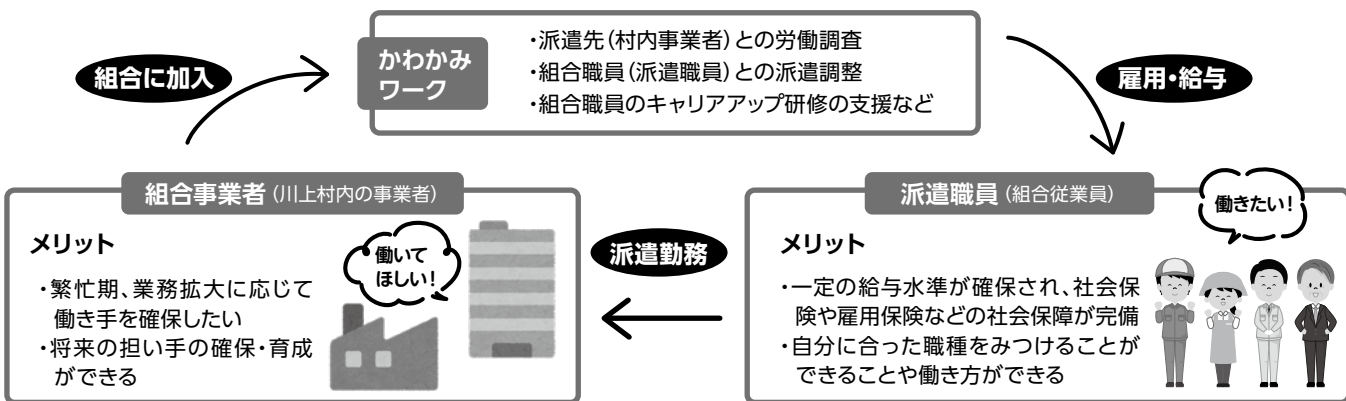 組合に加入
かわかみ
ワーク
・派遣先(村内事業者)との労働調査
・組合職員(派遣職員)との派遣調整
・組合職員のキャリアアップ研修の支援など
雇用・給与
組合事業者(川上村内の事業者)
メリット
・繁忙期、業務拡大に応じて
働き手を確保したい
・将来の担い手の確保・育成
ができる
働いて
ほしい!
派遣勤務
派遣職員(組合従業員)
働きたい!
メリット
・一定の給与水準が確保され、社会保
険や雇用保険などの社会保障が完備
・自分に合った職種をみつけることが
できることや働き方ができる